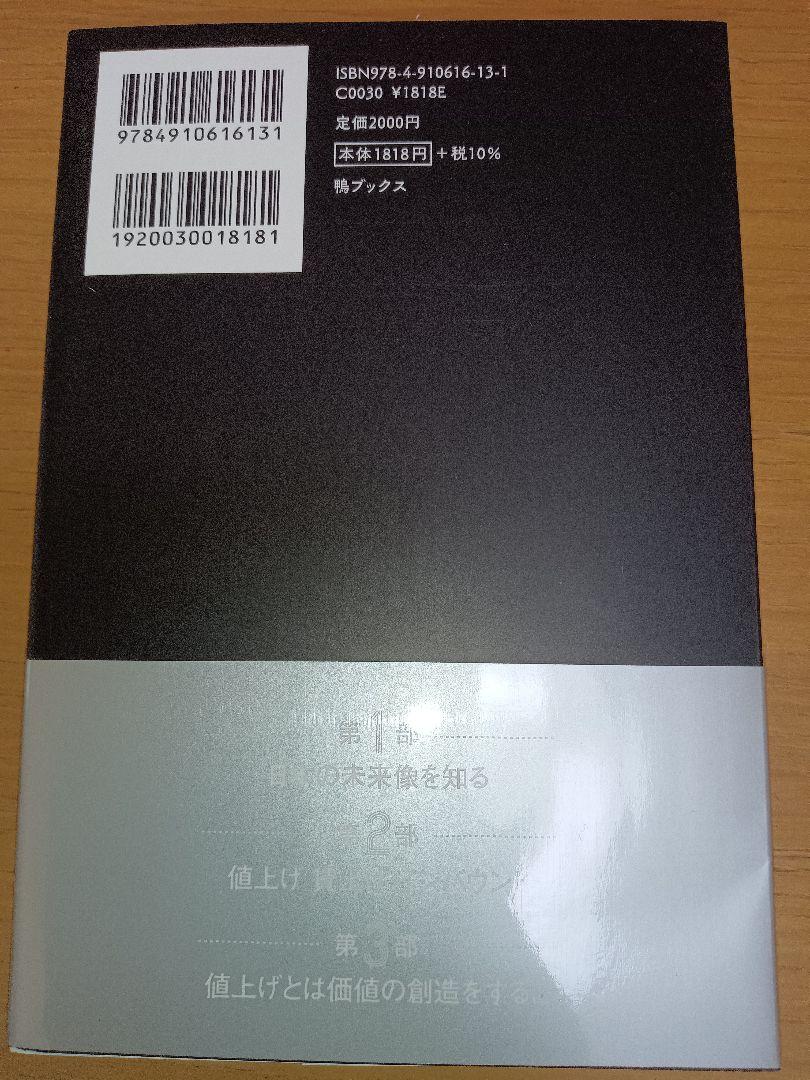 9784910616131
1920030018181
ISBN978-4-910616-13-1
C0030 ¥1818E
定価2000円
本体1818円+税10%
鴨ブックス
第1部
の未来像を知る
第2部
値上げ
第3部
値上げとは価値の創造をする